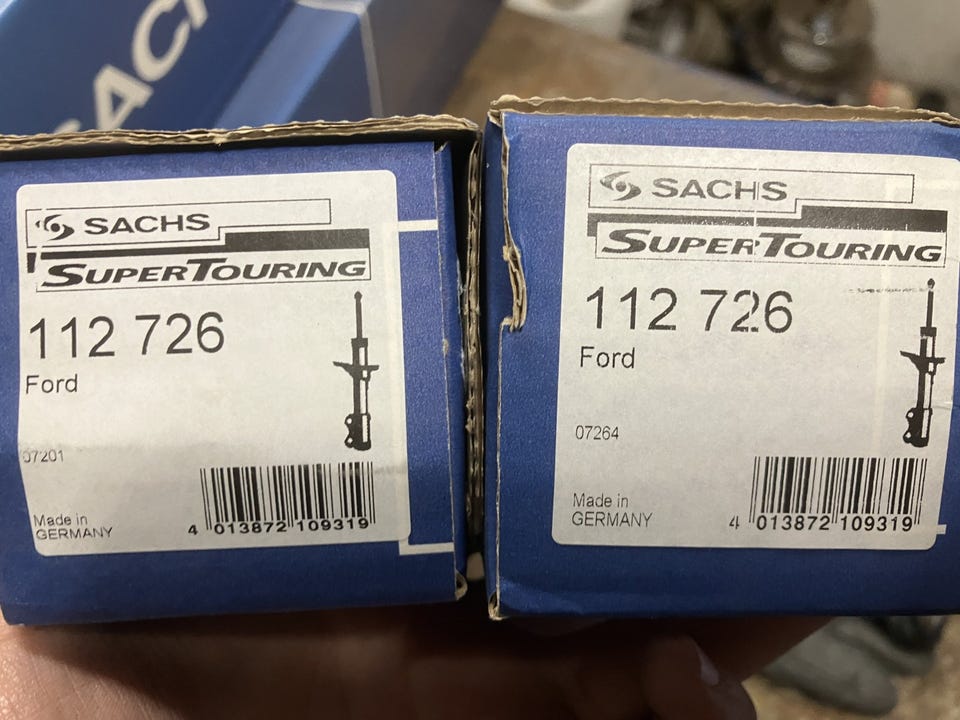 SACH
SACHS
SUPERTOURING
112 726
Ford
07201
Made in
GERMANY
4 013872 109319
SACHS
SUPERTOURING
112 726
Ford
07264
Made in
GERMANY
4 013872 109319